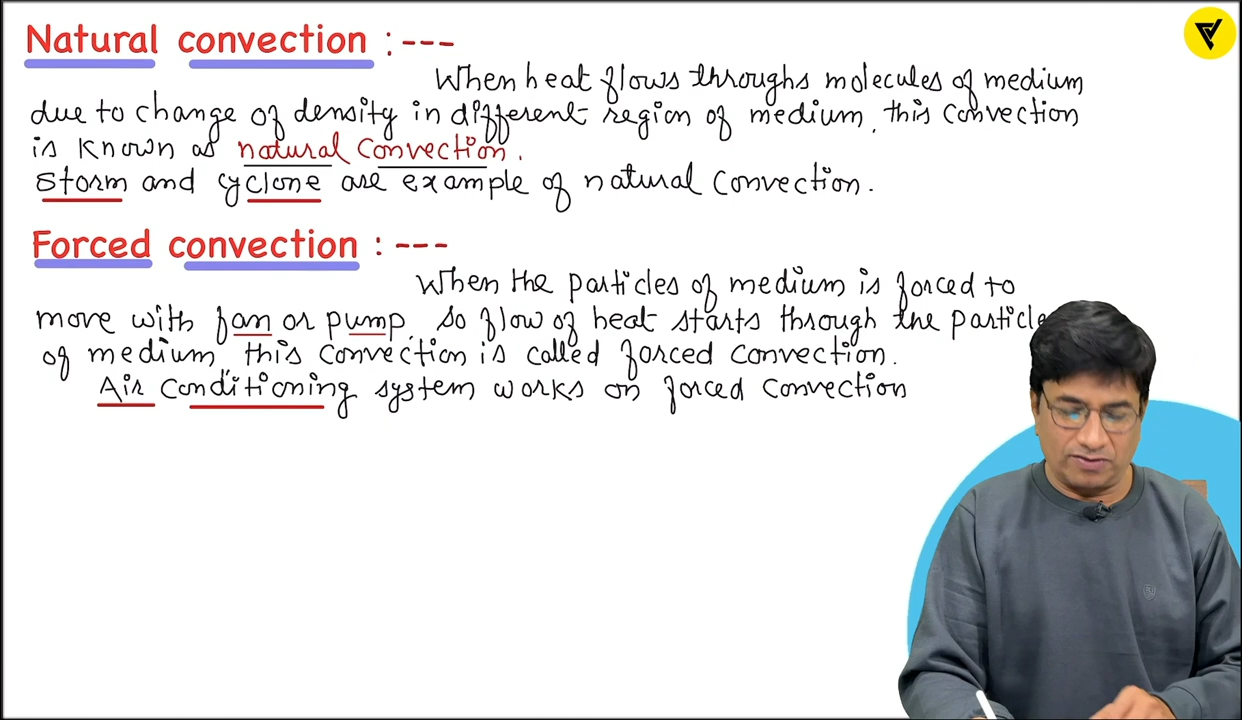 Natural convection :---
When heat flows throughs molecules of medium
due to change of density in different region of medium, this convection
is known as natural convection.
Storm and cyclone are example of natural convection.
Forced convection :---
When the particles of medium is forced to
move with fan or pump, so flow of heat starts through the particle
of medium this convection is called forced convection.
Air conditioning system works on forced convection